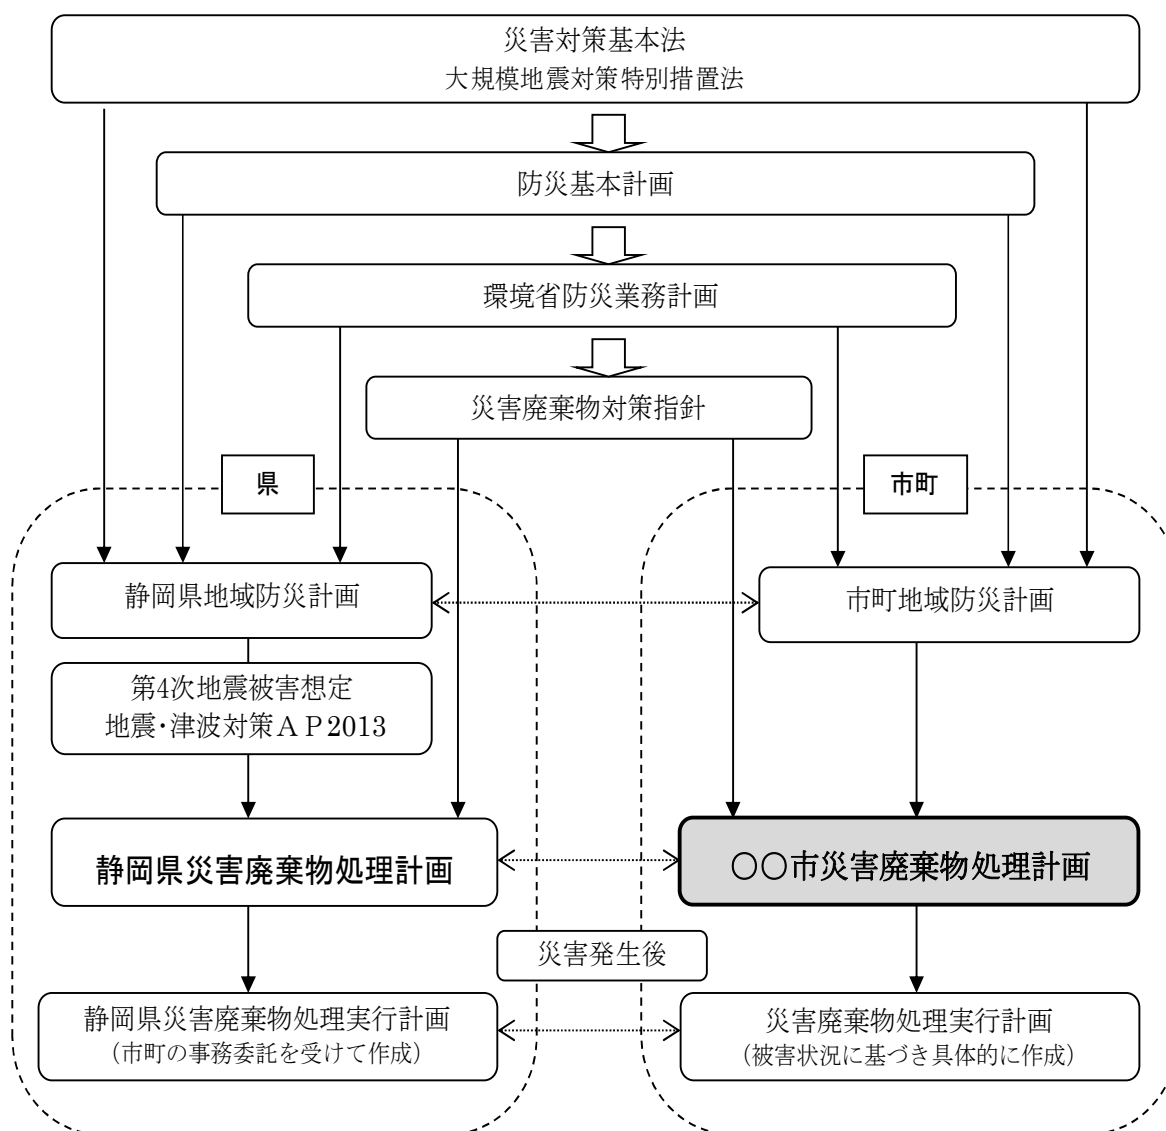 災害対策基本法
大規模地震対策特別措置法
防災基本計画
環境省防災業務計画
災害廃棄物対策指針
県
市町
静岡県地域防災計画
市町地域防災計画
第4次地震被害想定
地震・津波対策ＡＰ2013
静岡県災害廃棄物処理計画
〇〇市災害廃棄物処理計画
災害発生後
静岡県災害廃棄物処理実行計画
（市町の事務委託を受けて作成）
災害廃棄物処理実行計画
（被害状況に基づき具体的に作成）